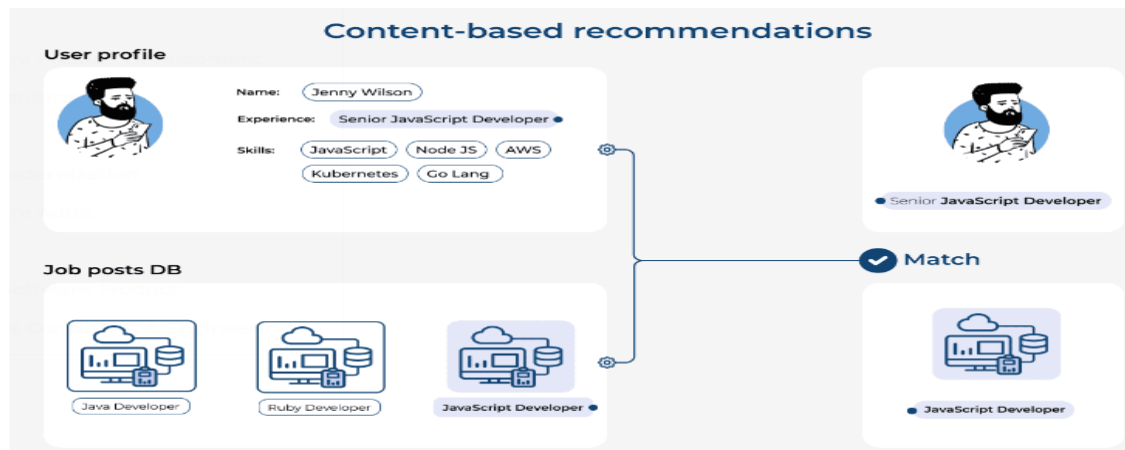 Content-based recommendations
User profile
Name: Jenny Wilson
Experience: Senior JavaScript Developer
Skills: JavaScript Node JS AWS
Kubernetes Go Lang
Senior JavaScript Developer
Match
Job posts DB
Java Developer Ruby Developer JavaScript Developer
JavaScript Developer